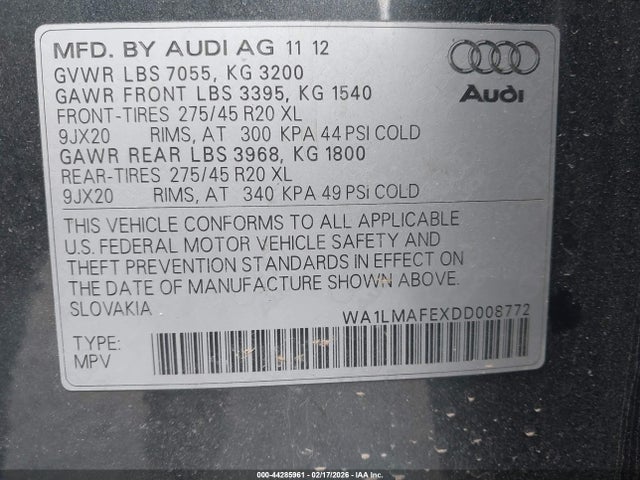 MFD. BY AUDI AG 11 12
GVWR LBS 7055, KG 3200
GAWR FRONT LBS 3395, KG 1540
FRONT-TIRES 275/45 R20 XL
9JX20 RIMS, AT 300 KPA 44 PSI COLD
GAWR REAR LBS 3968, KG 1800
REAR-TIRES 275/45 R20 XL
9JX20 RIMS, AT 340 KPA 49 PSi COLD
Audi
THIS VEHICLE CONFORMS TO ALL APPLICABLE
U.S. FEDERAL MOTOR VEHICLE SAFETY AND
THEFT PREVENTION STANDARDS IN EFFECT ON
THE DATE OF MANUFACTURE SHOWN ABOVE.
SLOVAKIA
WA1LMAFEXDD008772
TYPE:
MPV
000-44285961 | 02/17/2026 | IAA Inc.